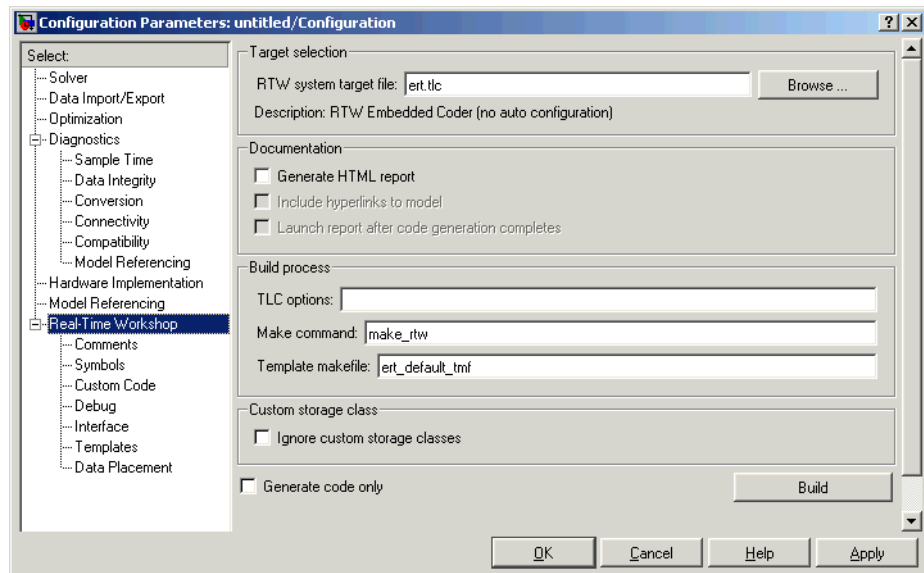 Configuration Parameters: untitled/Configuration
Select:
Solver
Data Import/Export
Optimization
Diagnostics
Sample Time
Data Integrity
Conversion
Connectivity
Compatibility
Model Referencing
Hardware Implementation
Model Referencing
Real-Time Workshop
Comments
Symbols
Custom Code
Debug
Interface
Templates
Data Placement
Target selection
RTW system target file: ert.tlc Browse ...
Description: RTW Embedded Coder (no auto configuration)
Documentation
Generate HTML report
Include hyperlinks to model
Launch report after code generation completes
Build process
TLC options:
Make command: make_rtw
Template makefile: ert_default_tmf
Custom storage class
Ignore custom storage classes
Generate code only Build
OK Cancel Help Apply